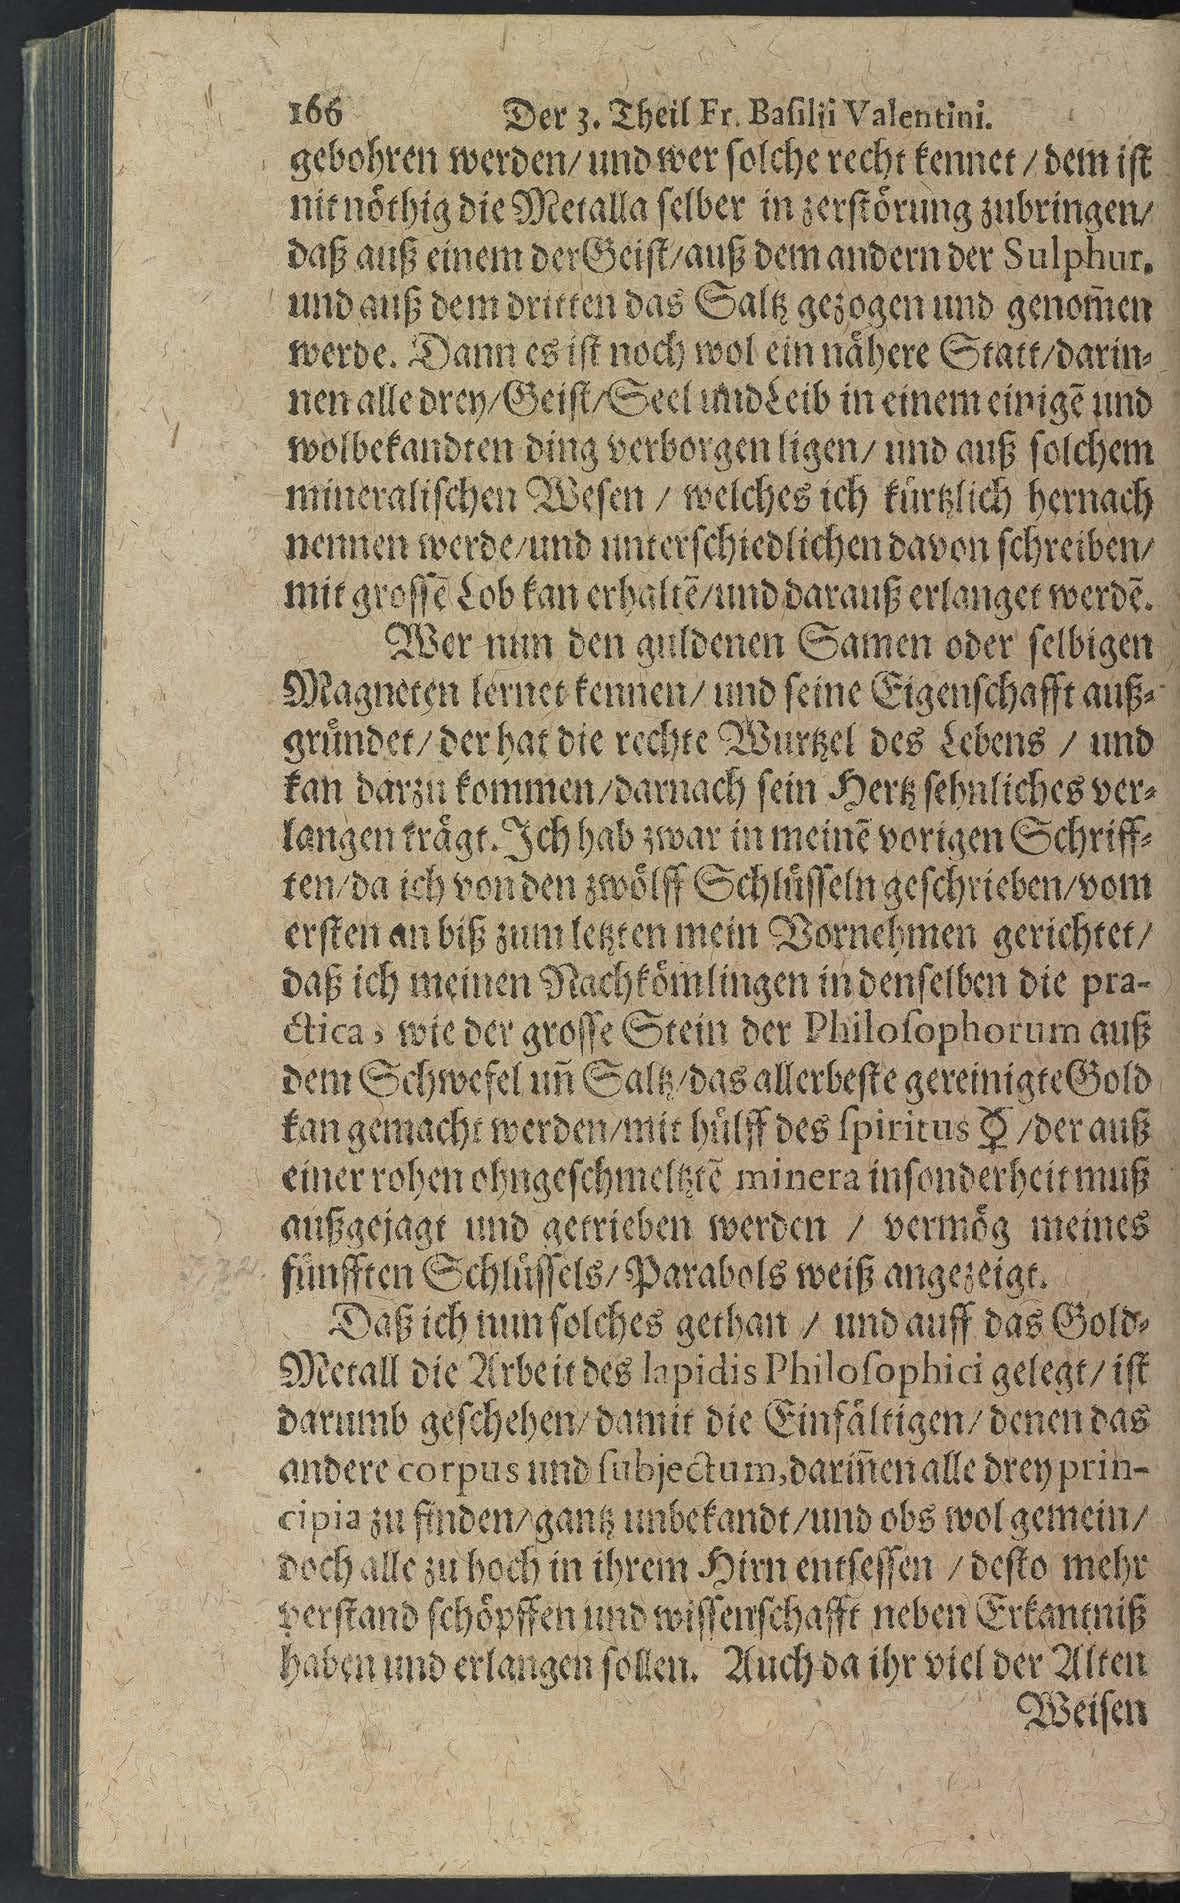 166 Der 3. Theil Fr. Baſilii Valentini.
gebohren werden/ und wer ſolche recht kennet / dem iſt
nit nöthig die Metalla ſelber in zerſtörung zubringen/
daß auß einem der Geiſt/auß dem andern der Sulphur,
und auß dem dritten das Saltz gezogen und genom̃en
werde. Dann es iſt noch wol ein nähere Statt/darin-
nen alle drey/Geiſt/Seel und Leib in einem einigẽ und
wolbekandten ding verborgen ligen/ und auß ſolchem
mineraliſchen Weſen / welches ich kürtzlich hernach
nennen werde/und unterſchiedlichen davon ſchreiben/
mit groſſẽ Lob kan erhaltẽ/und darauß erlanget werdẽ.
Wer nun den guldenen Samen oder ſelbigen
Magneten lernet kennen/ und ſeine Eigenſchafft auß-
gründet/ der hat die rechte Wurtzel des Lebens / und
kan darzu kommen/darnach ſein Hertz ſehnliches ver-
langen trägt. Ich hab zwar in meinẽ vorigen Schriff-
ten/da ich von den zwölff Schlüſſeln geſchrieben/vom
erſten an biß zum letzten mein Vornehmen gerichtet/
daß ich meinen Nachkömlingen in denſelben die pra-
ctica, wie der groſſe Stein der Philoſophorum auß
dem Schwefel uñ Saltz/das allerbeſte gereinigte Gold
kan gemacht werden/mit hülff des ſpiritus ☿ /der auß
einer rohen ohngeſchmeltztẽ minera inſonderheit muß
außgejagt und getrieben werden / vermög meines
fünfften Schlüſſels/Parabols weiß angezeigt.
Daß ich nun ſolches gethan / und auff das Gold-
Metall die Arbeit des lapidis Philoſophici gelegt/ iſt
darumb geſchehen/damit die Einfältigen/denen das
andere corpus und ſubjectum,dariñen alle drey prin-
cipia zu finden/gantz unbekandt/und obs wol gemein/
doch alle zu hoch in ihrem Hirn entſeſſen / deſto mehr
verſtand ſchöpffen und wiſſenſchafft neben Erkantniß
haben und erlangen ſollen. Auch da ihr viel der Alten
Weiſen